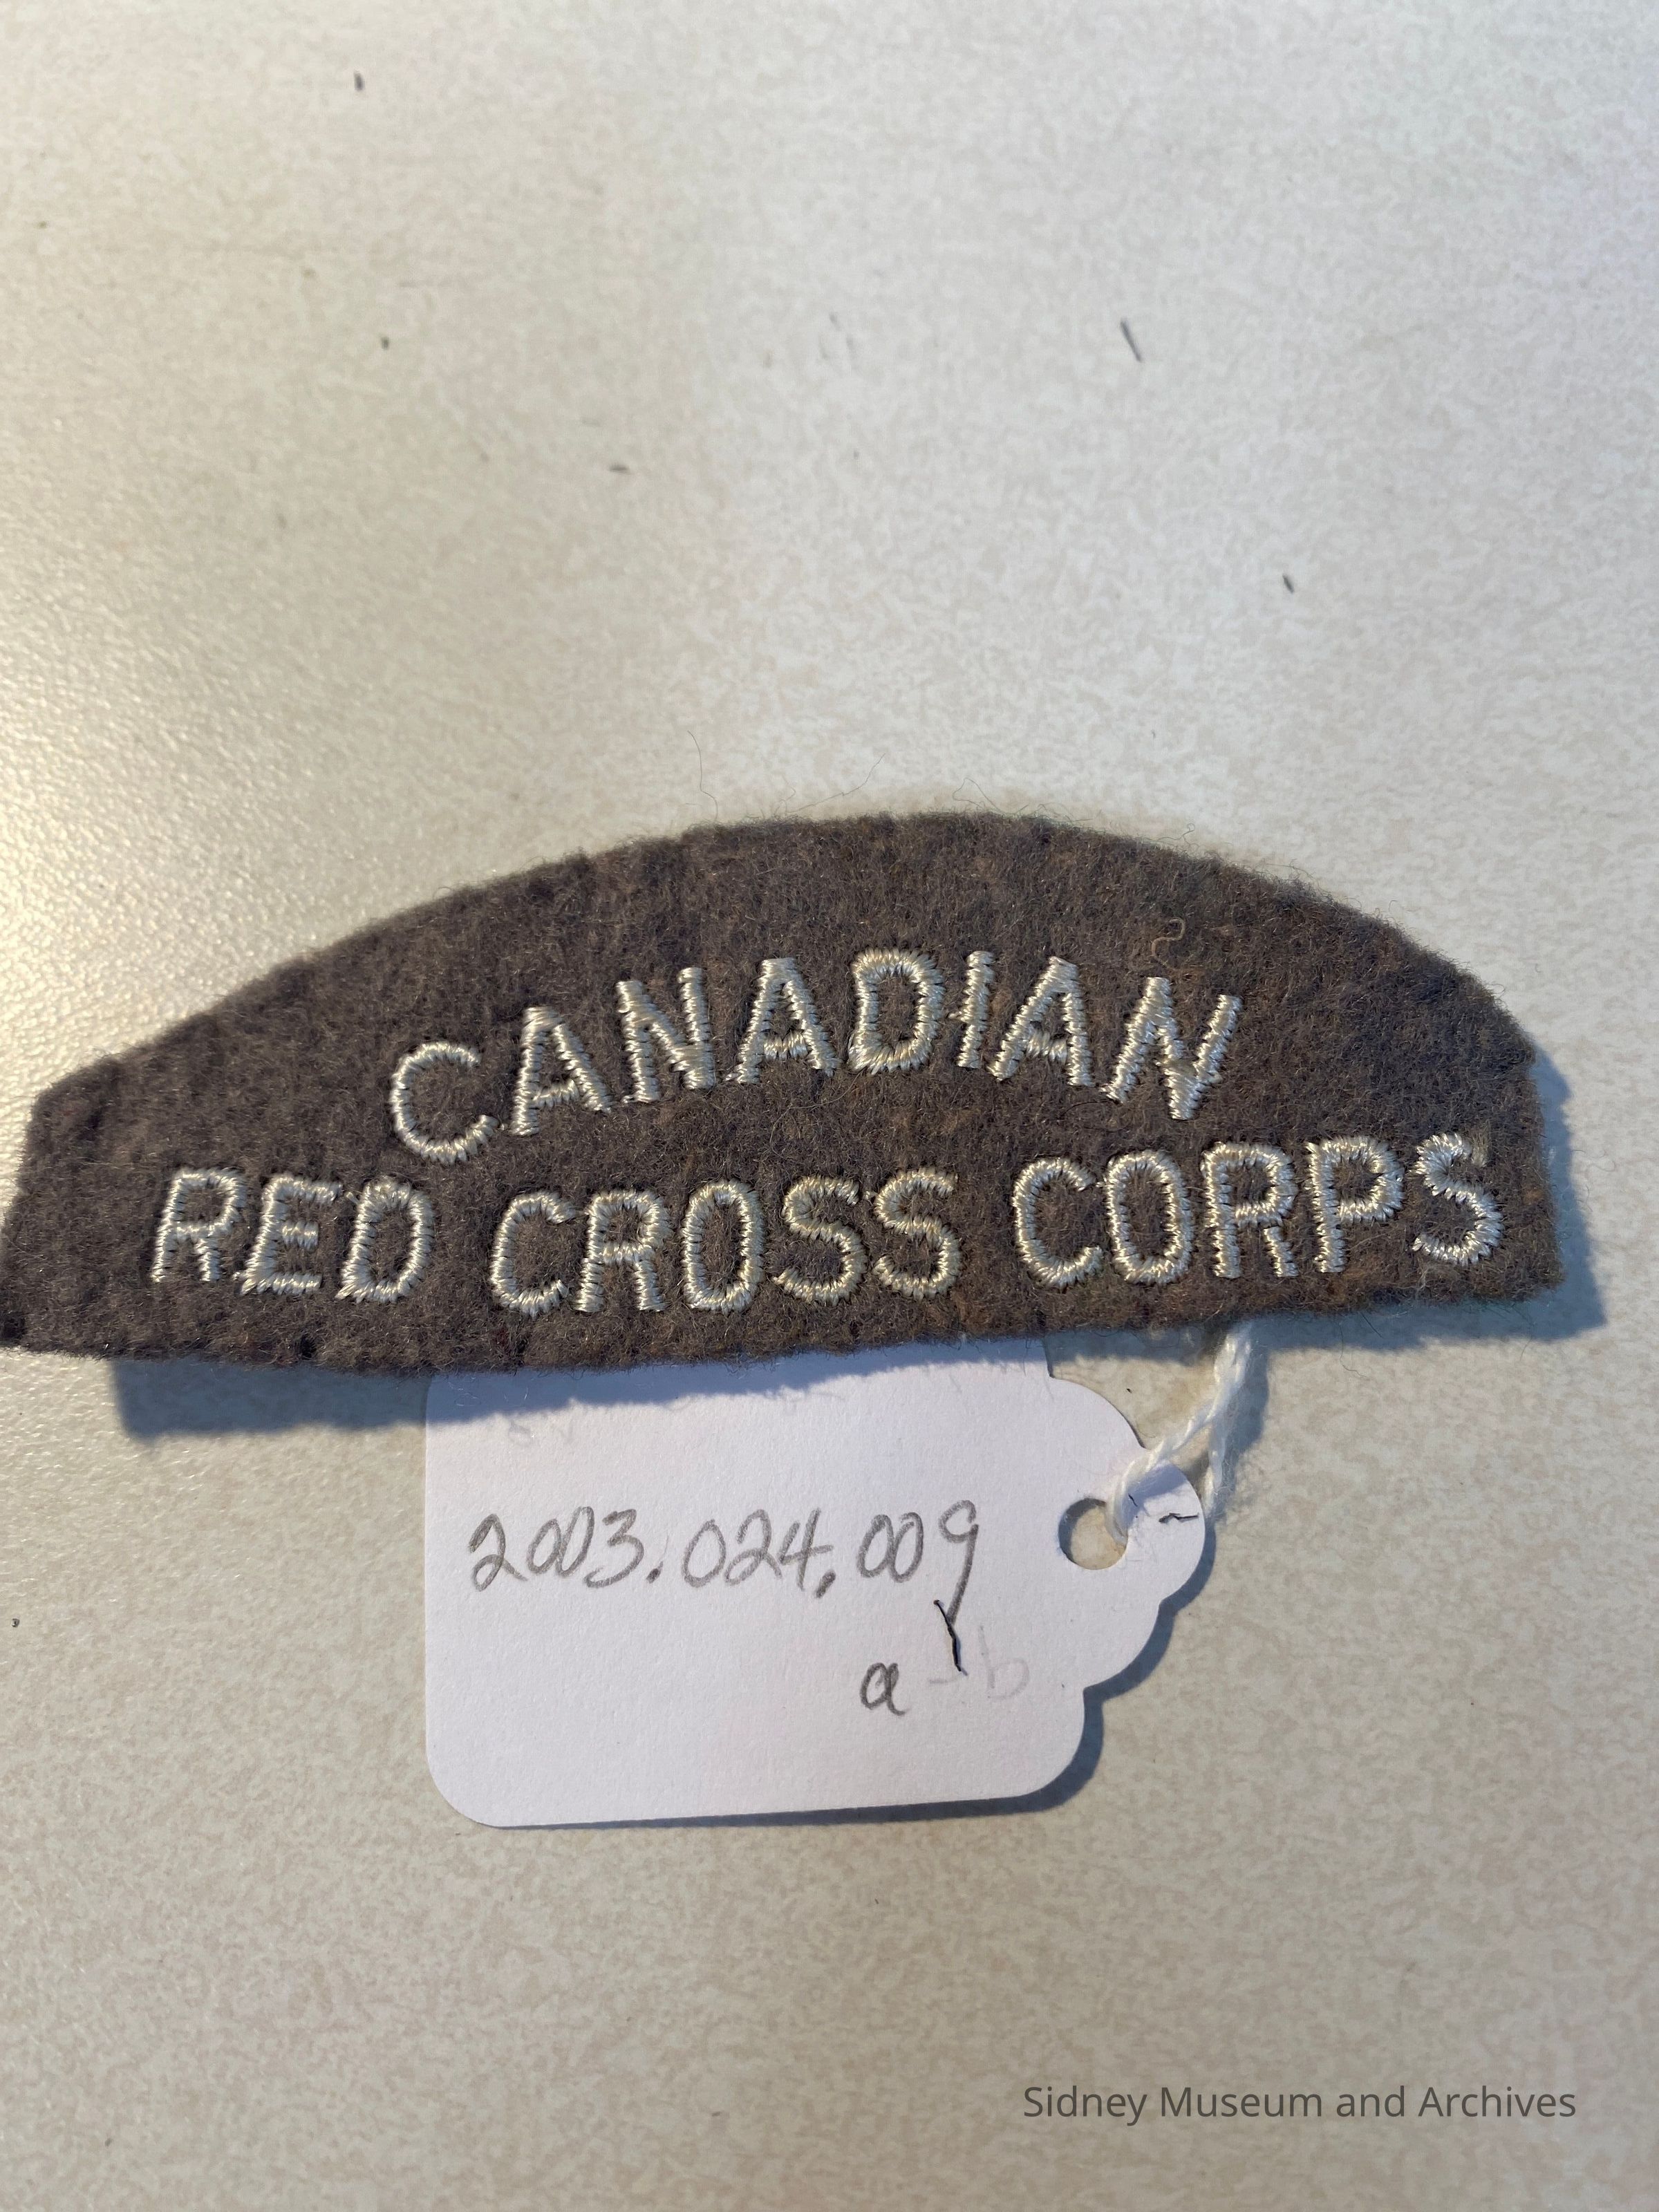 CANADIAN
RED CROSS CORPS
2003.024.009
a-b
Sidney Museum and Archives